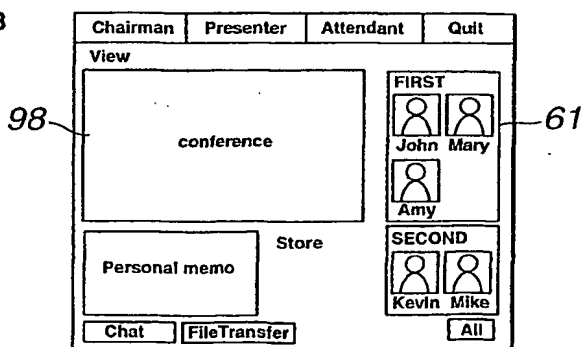 3
Chairman Presenter Attendant Quit
View
98
conference
FIRST
61
John Mary
Amy
Personal memo
Store
SECOND
Kevin Mike
Chat FileTransfer All